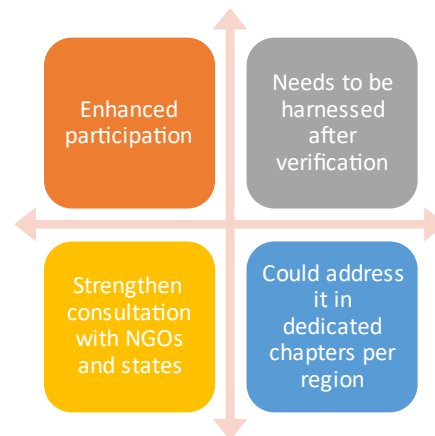 Enhanced
participation
Needs to be
harnessed
after
verification
Strengthen
consultation
with NGOs
and states
Could address
it in
dedicated
chapters per
region